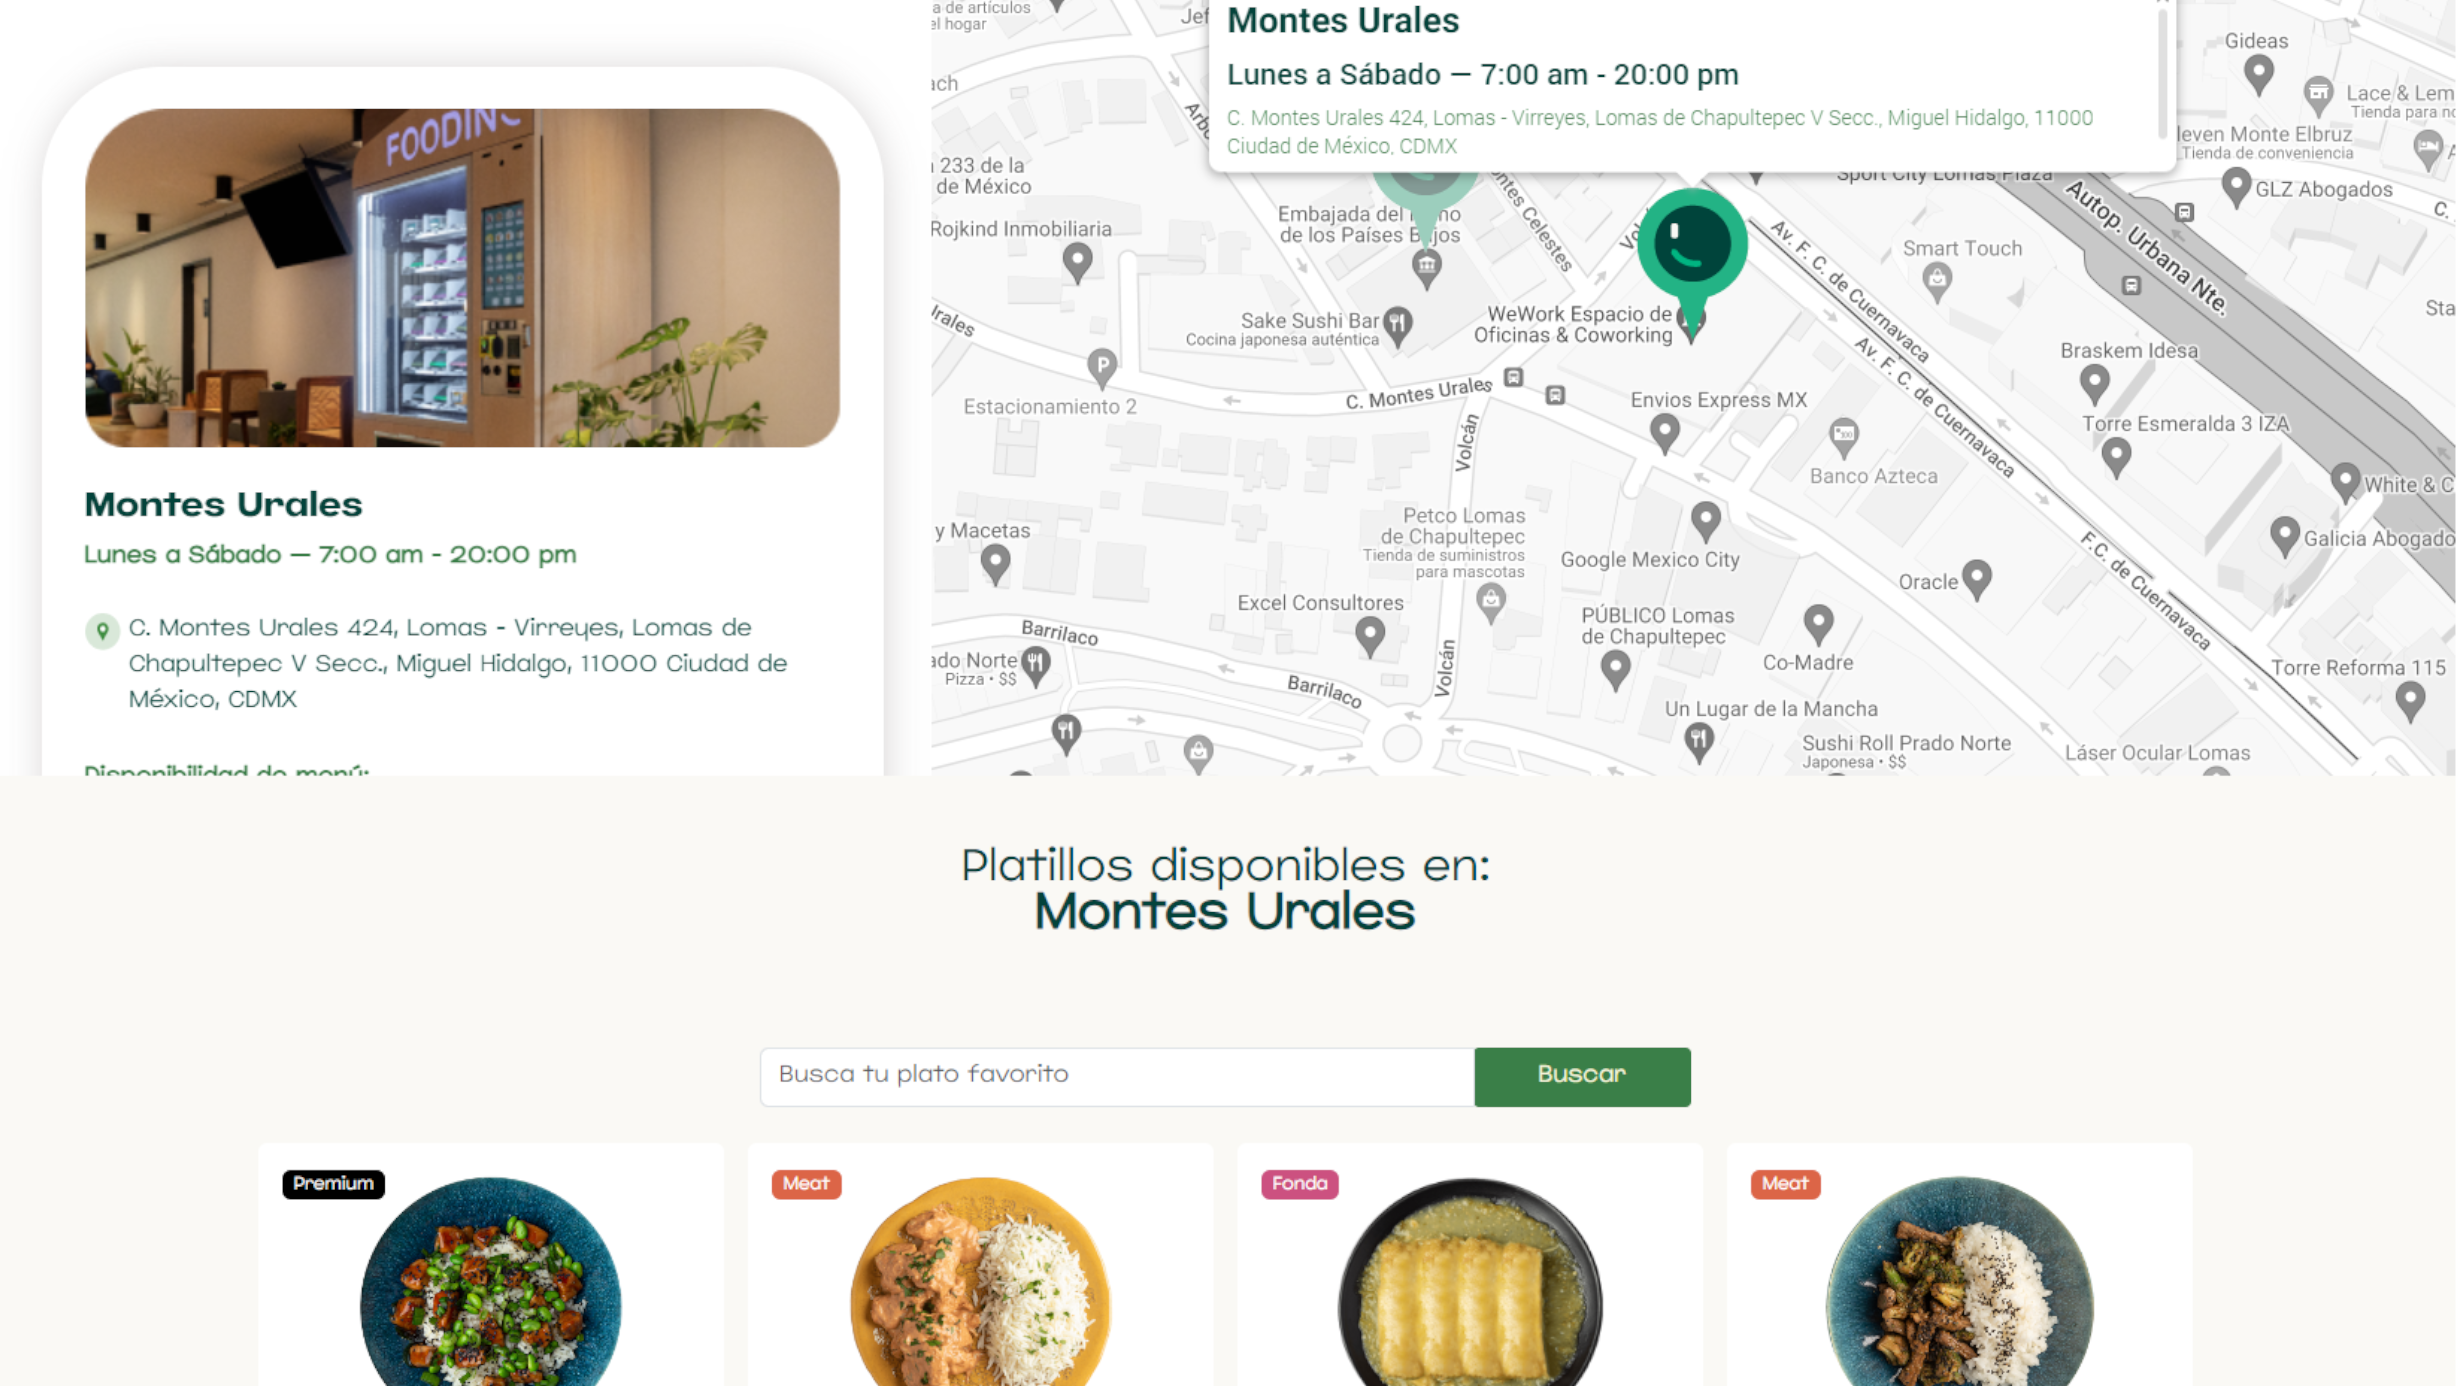 FOODIN
Montes Urales
Lunes a Sábado — 7:00 am - 20:00 pm
C. Montes Urales 424, Lomas - Virreyes, Lomas de
Chapultepec V Secc., Miguel Hidalgo, 11000 Ciudad de
México, CDMX
Disponibilidad de menú:
Montes Urales
Lunes a Sábado — 7:00 am - 20:00 pm
C. Montes Urales 424, Lomas - Virreyes, Lomas de Chapultepec V Secc., Miguel Hidalgo, 11000
Ciudad de México, CDMX
a de artículos
el hogar
Gideas
Lace & Lem
Tienda para no
leven Monte Elbruz
Tienda de conveniencia
233 de la
de México
Sport City Lomas Plaza
GLZ Abogados
C.
Autop. Urbana Nte.
Rojkind Inmobiliaria
Embajada del
de los Países Bajos
ntes Celestes
Av. F. C. de Cuernavaca
Smart Touch
rales
Sake Sushi Bar
Cocina japonesa auténtica
WeWork Espacio de
Oficinas & Coworking
Sta
Av. F. C. de Cuernavaca
Braskem Idesa
P
Estacionamiento 2
C. Montes Urales
Envios Express MX
Torre Esmeralda 3 IZA
Volcán
Banco Azteca
White & C
y Macetas
Petco Lomas
de Chapultepec
Tienda de suministros
para mascotas
Google Mexico City
F.C. de Cuernavaca
Galicia Abogado
Oracle
Excel Consultores
PÚBLICO Lomas
de Chapultepec
Barrilaco
Co-Madre
ado Norte
Pizza • $$
Volcán
Torre Reforma 115
Barrilaco
Un Lugar de la Mancha
Sushi Roll Prado Norte
Japonesa • $$
Láser Ocular Lomas
Platillos disponibles en:
Montes Urales
Busca tu plato favorito
Buscar
Premium
Meat
Fonda
Meat